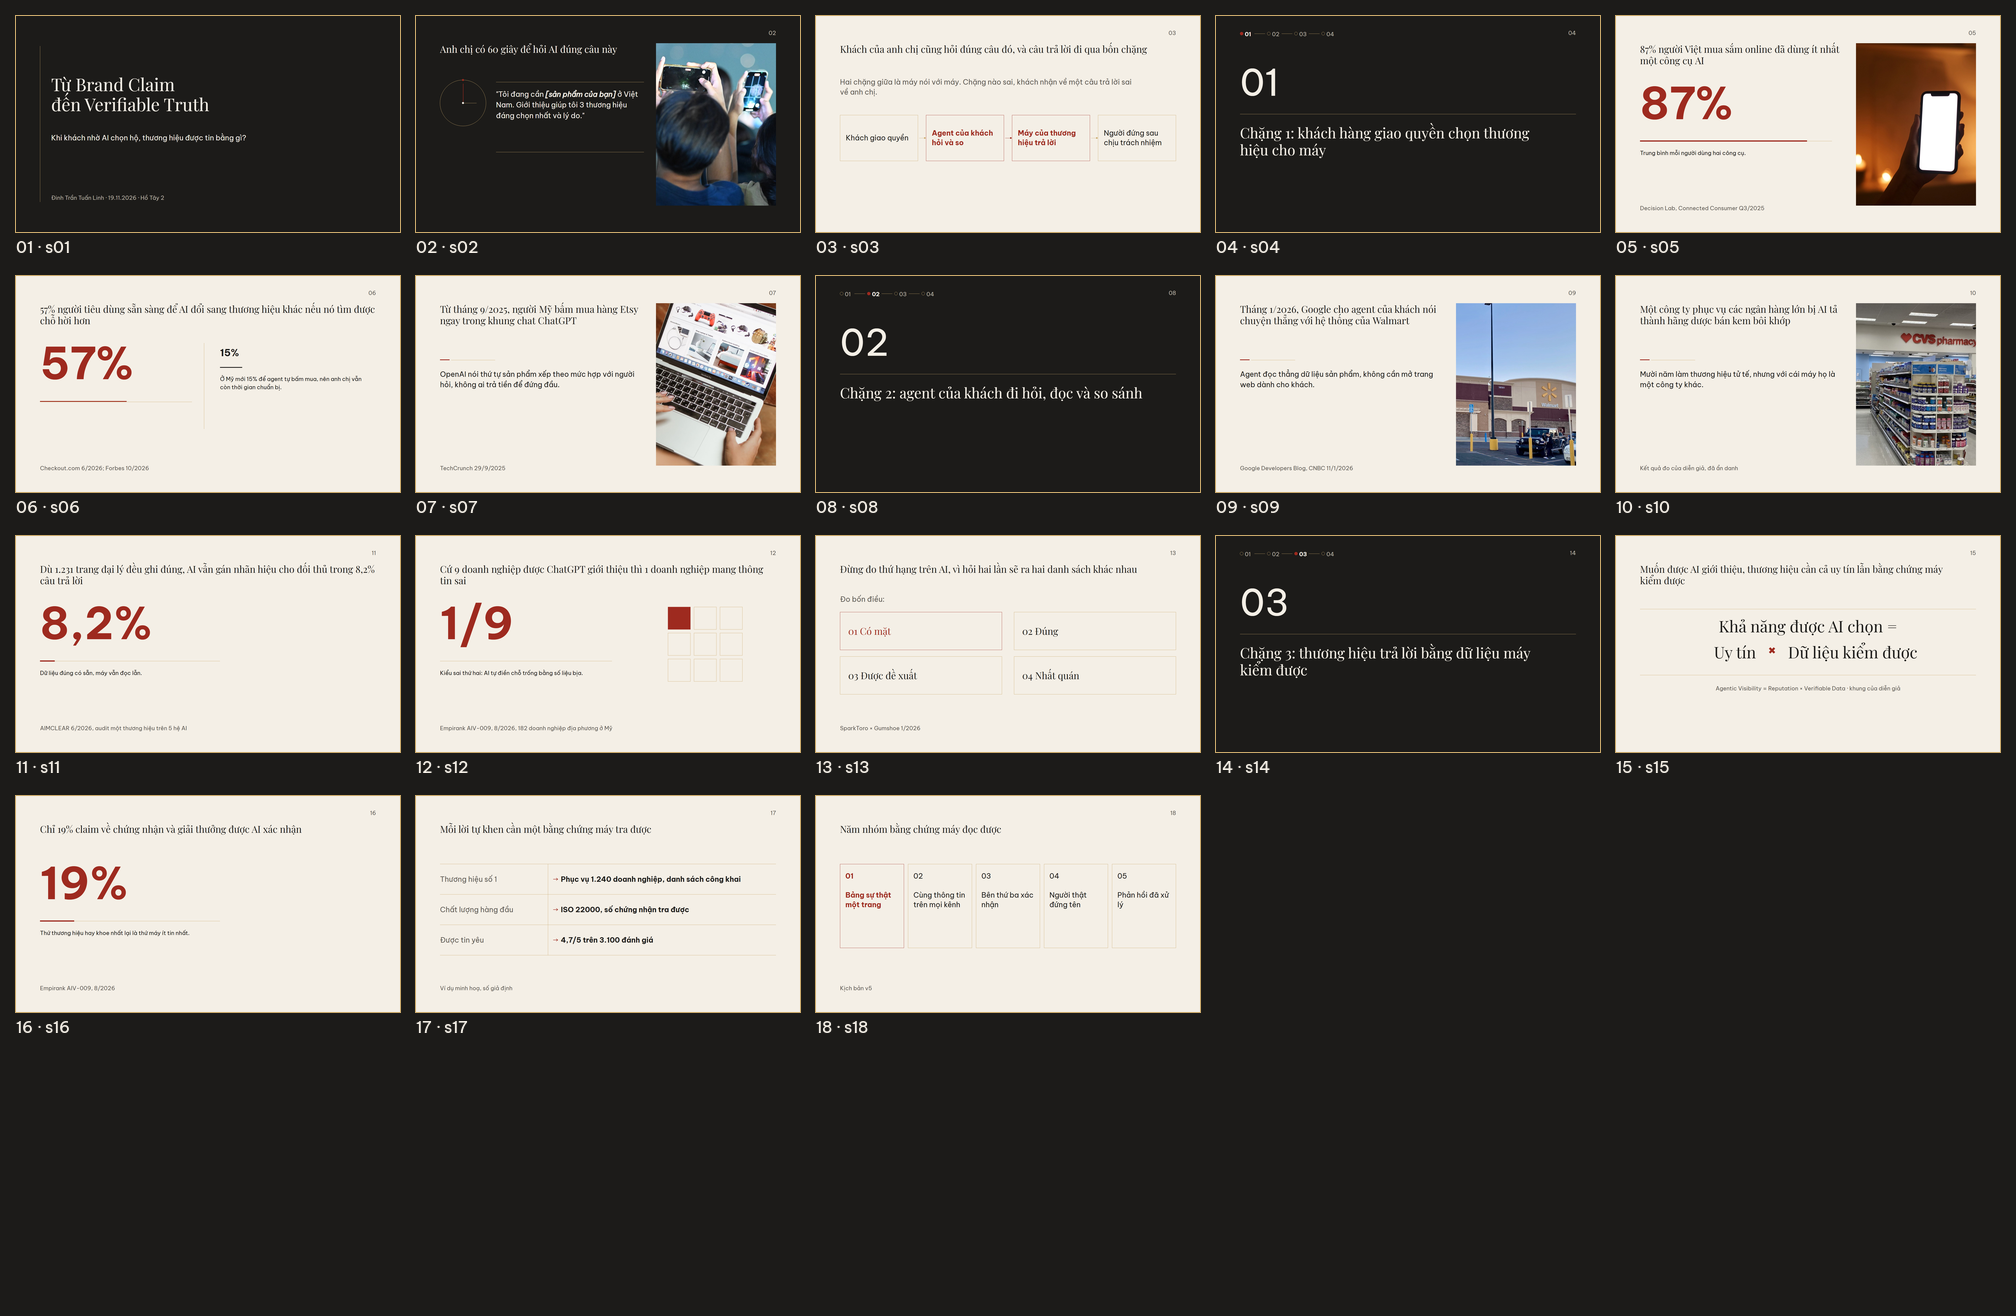 Từ Brand Claim
đến Verifiable Truth
Khi khách nhờ AI chọn hộ, thương hiệu được tin bằng gì?
Đinh Trần Tuấn Linh · 19.11.2026 · Hồ Tây 2
01 · s01
02
Anh chị có 60 giây để hỏi AI đúng câu này
"Tôi đang cần [sản phẩm của bạn] ở Việt
Nam. Giới thiệu giúp tôi 3 thương hiệu
đáng chọn nhất và lý do."
02 · s02
03
Khách của anh chị cũng hỏi đúng câu đó, và câu trả lời đi qua bốn chặng
Hai chặng giữa là máy nói với máy. Chặng nào sai, khách nhận về một câu trả lời sai
về anh chị.
Khách giao quyền
Agent của khách
hỏi và so
Máy của thương
hiệu trả lời
Người đứng sau
chịu trách nhiệm
03 · s03
01 02 03 04
04
01
Chặng 1: khách hàng giao quyền chọn thương
hiệu cho máy
04 · s04
05
87% người Việt mua sắm online đã dùng ít nhất
một công cụ AI
87%
Trung bình mỗi người dùng hai công cụ.
Decision Lab, Connected Consumer Q3/2025
05 · s05
06
57% người tiêu dùng sẵn sàng để AI đổi sang thương hiệu khác nếu nó tìm được
chỗ hời hơn
57%
15%
Ở Mỹ mới 15% để agent tự bấm mua, nên anh chị vẫn
còn thời gian chuẩn bị.
Checkout.com 6/2026; Forbes 10/2026
06 · s06
07
Từ tháng 9/2025, người Mỹ bấm mua hàng Etsy
ngay trong khung chat ChatGPT
OpenAI nói thứ tự sản phẩm xếp theo mức hợp với người
hỏi, không ai trả tiền để đứng đầu.
TechCrunch 29/9/2025
07 · s07
01 02 03 04
08
02
Chặng 2: agent của khách đi hỏi, đọc và so sánh
08 · s08
09
Tháng 1/2026, Google cho agent của khách nói
chuyện thẳng với hệ thống của Walmart
Agent đọc thẳng dữ liệu sản phẩm, không cần mở trang
web dành cho khách.
Google Developers Blog, CNBC 11/1/2026
09 · s09
10
Một công ty phục vụ các ngân hàng lớn bị AI tả
thành hãng dược bán kem bôi khớp
Mười năm làm thương hiệu tử tế, nhưng với cái máy họ là
một công ty khác.
Kết quả đo của diễn giả, đã ẩn danh
CVS pharmacy
10 · s10
11
Dù 1.231 trang đại lý đều ghi đúng, AI vẫn gán nhãn hiệu cho đối thủ trong 8,2%
câu trả lời
8,2%
Dữ liệu đúng có sẵn, máy vẫn đọc lẫn.
AIMCLEAR 6/2026, audit một thương hiệu trên 5 hệ AI
11 · s11
12
Cứ 9 doanh nghiệp được ChatGPT giới thiệu thì 1 doanh nghiệp mang thông
tin sai
1/9
Kiểu sai thứ hai: AI tự điền chỗ trống bằng số liệu bịa.
Empirank AIV-009, 8/2026, 182 doanh nghiệp địa phương ở Mỹ
12 · s12
13
Đừng đo thứ hạng trên AI, vì hỏi hai lần sẽ ra hai danh sách khác nhau
Đo bốn điều:
01 Có mặt
02 Đúng
03 Được đề xuất
04 Nhất quán
SparkToro + Gumshoe 1/2026
13 · s13
01 02 03 04
14
03
Chặng 3: thương hiệu trả lời bằng dữ liệu máy
kiểm được
14 · s14
15
Muốn được AI giới thiệu, thương hiệu cần cả uy tín lẫn bằng chứng máy
kiểm được
Khả năng được AI chọn =
Uy tín × Dữ liệu kiểm được
Agentic Visibility = Reputation × Verifiable Data · khung của diễn giả
15 · s15
16
Chỉ 19% claim về chứng nhận và giải thưởng được AI xác nhận
19%
Thứ thương hiệu hay khoe nhất lại là thứ máy ít tin nhất.
Empirank AIV-009, 8/2026
16 · s16
17
Mỗi lời tự khen cần một bằng chứng máy tra được
Thương hiệu số 1 → Phục vụ 1.240 doanh nghiệp, danh sách công khai
Chất lượng hàng đầu → ISO 22000, số chứng nhận tra được
Được tin yêu → 4,7/5 trên 3.100 đánh giá
Ví dụ minh hoạ, số giả định
17 · s17
18
Năm nhóm bằng chứng máy đọc được
01
Bảng sự thật
một trang
02
Cùng thông tin
trên mọi kênh
03
Bên thứ ba xác
nhận
04
Người thật
đứng tên
05
Phản hồi đã xử
lý
Kịch bản v5
18 · s18